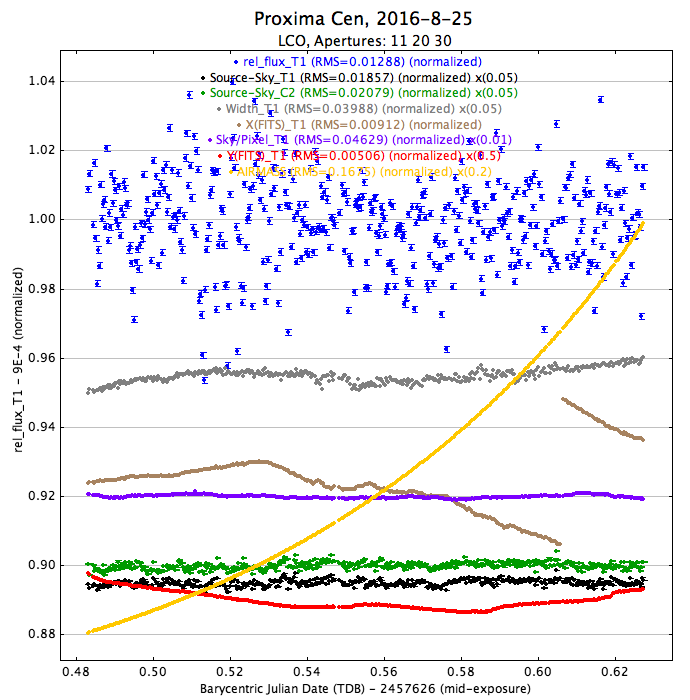 Proxima Cen, 2016-8-25
LCO, Apertures: 11 20 30
rel_flux_T1 (RMS=0.01288) (normalized)
Source-Sky_T1 (RMS=0.01857) (normalized) x(0.05)
Source-Sky_C2 (RMS=0.02079) (normalized) x(0.05)
Width_T1 (RMS=0.03988) (normalized) x(0.05)
X(FITS)_T1 (RMS=0.00912) (normalized)
Sky/Pixel_T1 (RMS=0.04629) (normalized) x(0.01)
Y(FITS)_T1 (RMS=0.00506) (normalized) x(0.5)
AIRMASS (normalized) x(0.2)
1.04
1.02
1.00
0.98
0.96
0.94
0.92
0.90
0.88
rel_flux_T1 - 9E-4 (normalized)
0.48 0.50 0.52 0.54 0.56 0.58 0.60 0.62
Barycentric Julian Date (TDB) - 2457626 (mid-exposure)